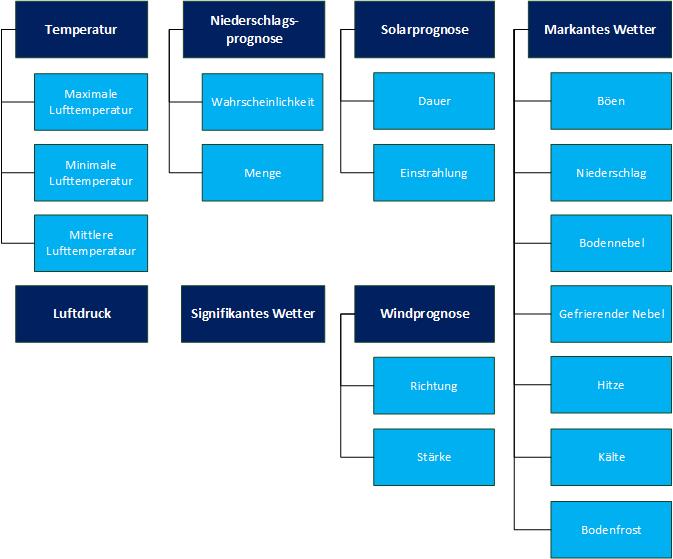 Temperatur
Maximale
Lufttemperatur
Minimale
Lufttemperatur
Mittlere
Lufttemperataur
Niederschlags-
prognose
Wahrscheinlichkeit
Menge
Solarprognose
Dauer
Einstrahlung
Markantes Wetter
Böen
Niederschlag
Bodennebel
Gefrierender Nebel
Hitze
Kälte
Bodenfrost
Luftdruck
Signifikantes Wetter
Windprognose
Richtung
Stärke